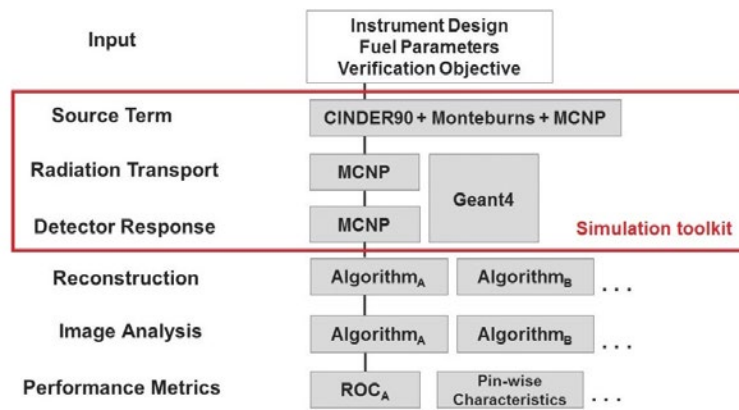 Input
Instrument Design
Fuel Parameters
Verification Objective
Source Term
CINDER90 + Monteburns + MCNP
Radiation Transport
MCNP
Geant4
Detector Response
MCNP
Simulation toolkit
Reconstruction
AlgorithmA
AlgorithmB
...
Image Analysis
AlgorithmA
AlgorithmB
...
Performance Metrics
ROCA
Pin-wise
Characteristics
...